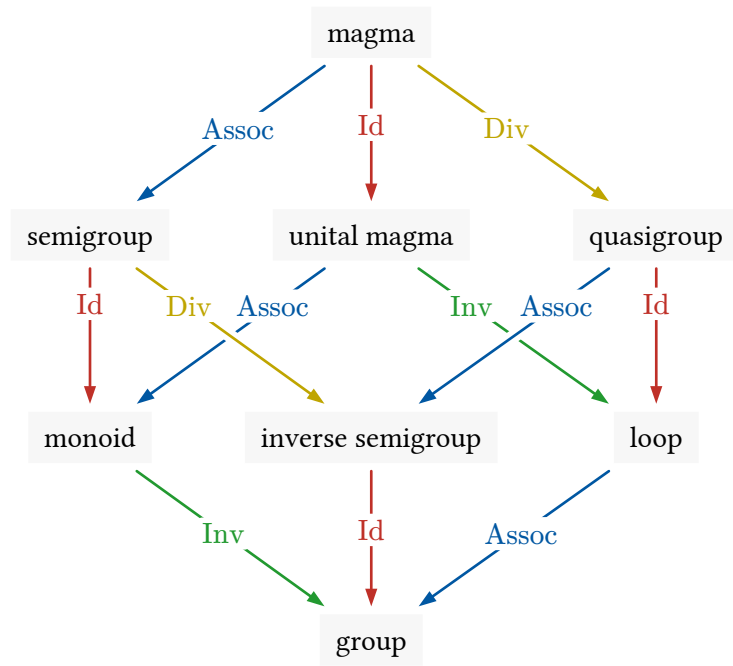 magma
Assoc
Id
Div
semigroup
unital magma
quasigroup
Id
Div
Assoc
Inv
Assoc
Id
monoid
inverse semigroup
loop
Inv
Id
Assoc
group